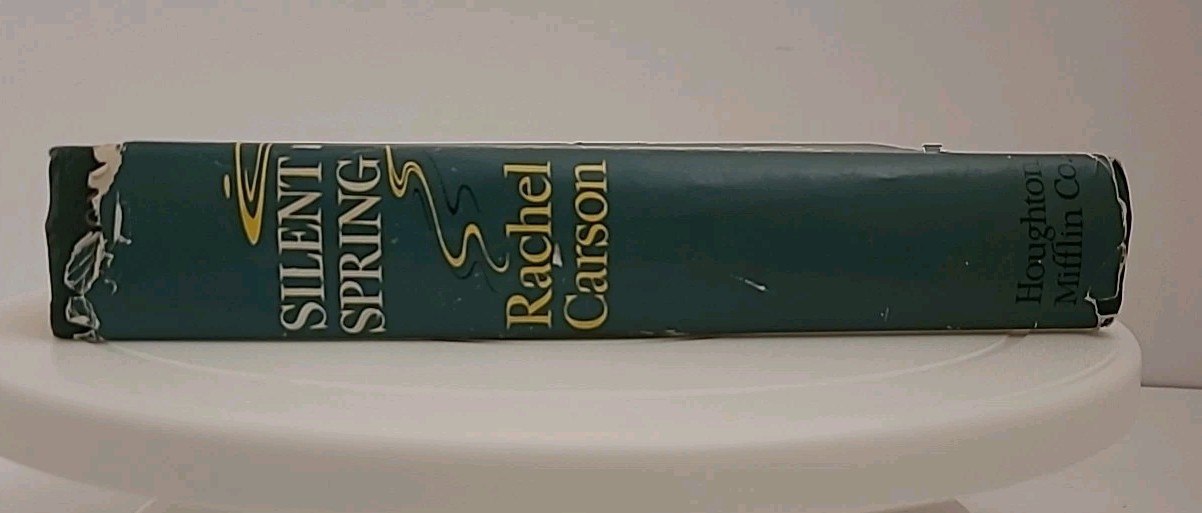 SILENT
SPRING
Rachel
Carson
Houghton
Mifflin Co.